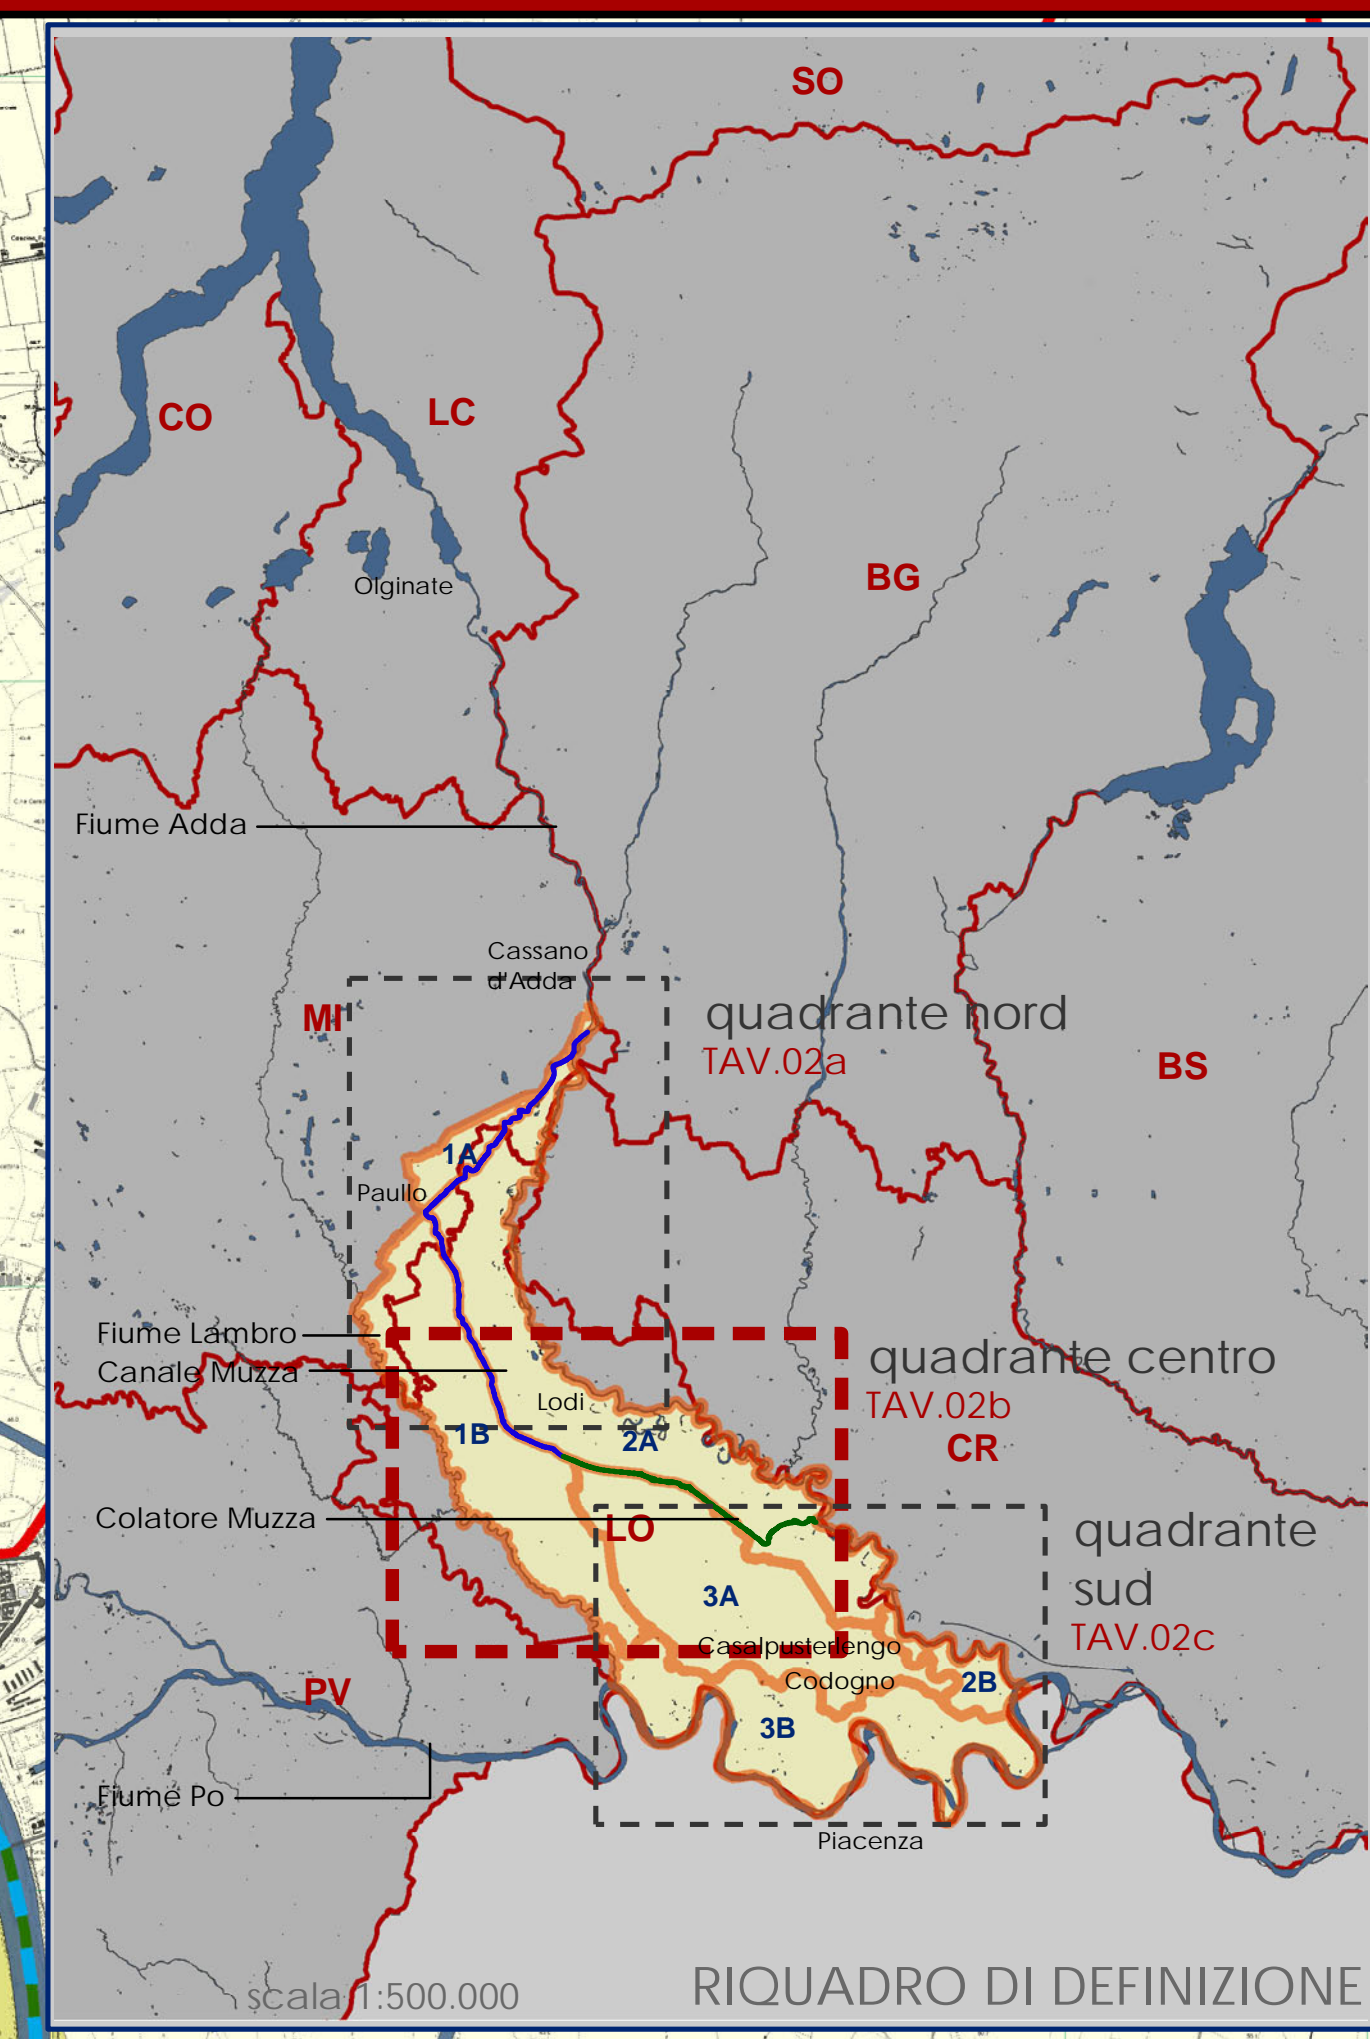 SO
CO
LC
Olginate
BG
Fiume Adda
Cassano
d'Adda
MI
quadrante nord
TAV.02a
BS
1A
Paullo
Fiume Lambro
Canale Muzza
quadrante centro
TAV.02b
Lodi
1B
2A
CR
Colatore Muzza
LO
quadrante
sud
TAV.02c
3A
Casalpusterlengo
Codogno
2B
PV
3B
Fiume Po
Piacenza
scala 1:500.000
RIQUADRO DI DEFINIZIONE